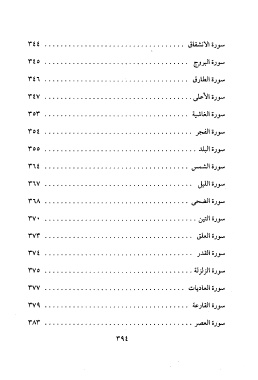 سورة الانشقاق . . . . . . . . . . . . . . . . . . . . . . . . . . . . . . . . ٣٤٤
سورة البروج . . . . . . . . . . . . . . . . . . . . . . . . . . . . . . . . ٣٤٥
سورة الطارق . . . . . . . . . . . . . . . . . . . . . . . . . . . . . . . . ٣٤٦
سورة الأعلى . . . . . . . . . . . . . . . . . . . . . . . . . . . . . . . . ٣٤٧
سورة الغاشية . . . . . . . . . . . . . . . . . . . . . . . . . . . . . . . . ٣٥٣
سورة الفجر . . . . . . . . . . . . . . . . . . . . . . . . . . . . . . . . ٣٥٤
سورة البلد . . . . . . . . . . . . . . . . . . . . . . . . . . . . . . . . ٣٥٥
سورة الشمس . . . . . . . . . . . . . . . . . . . . . . . . . . . . . . . . ٣٦٤
سورة الليل . . . . . . . . . . . . . . . . . . . . . . . . . . . . . . . . ٣٦٧
سورة الضحى . . . . . . . . . . . . . . . . . . . . . . . . . . . . . . . . ٣٦٨
سورة التين . . . . . . . . . . . . . . . . . . . . . . . . . . . . . . . . ٣٧٠
سورة العلق . . . . . . . . . . . . . . . . . . . . . . . . . . . . . . . . ٣٧٣
سورة القدر . . . . . . . . . . . . . . . . . . . . . . . . . . . . . . . . ٣٧٤
سورة الزلزلة . . . . . . . . . . . . . . . . . . . . . . . . . . . . . . . . ٣٧٥
سورة العاديات . . . . . . . . . . . . . . . . . . . . . . . . . . . . . . . . ٣٧٧
سورة القارعة . . . . . . . . . . . . . . . . . . . . . . . . . . . . . . . . ٣٧٩
سورة العصر . . . . . . . . . . . . . . . . . . . . . . . . . . . . . . . . ٣٨٣
٣٩٤